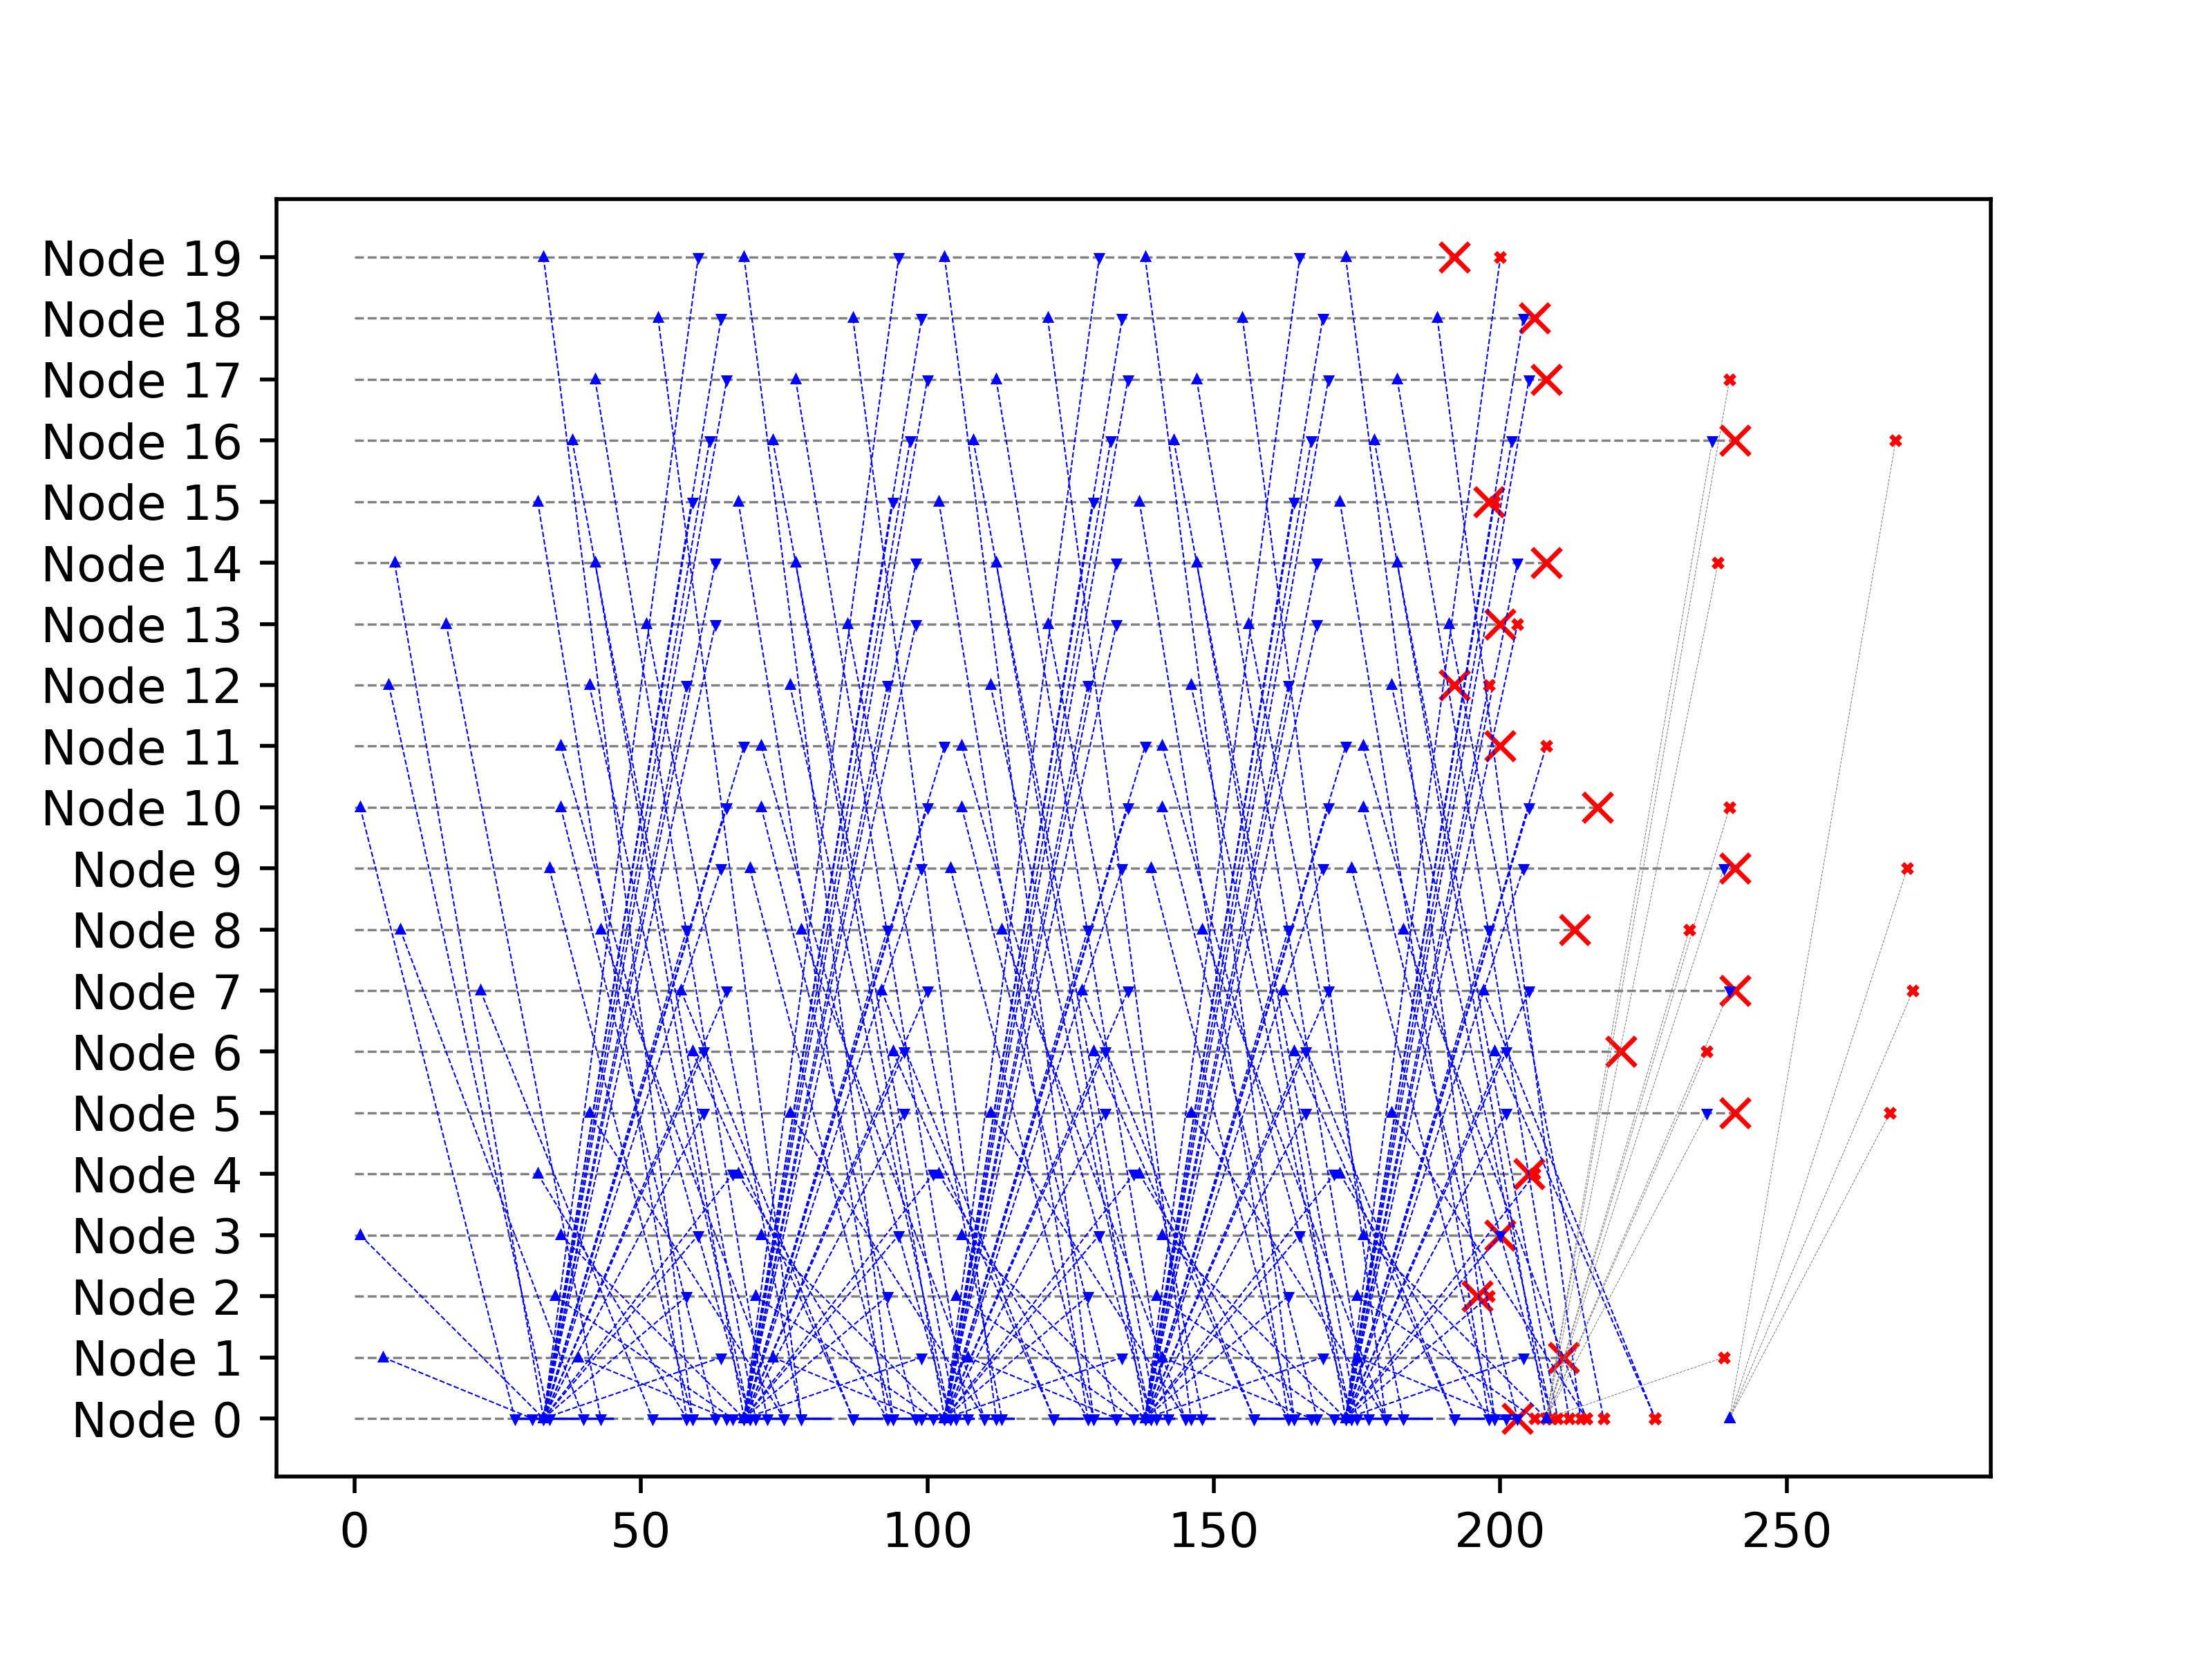 Node 19
Node 18
Node 17
Node 16
Node 15
Node 14
Node 13
Node 12
Node 11
Node 10
Node 9
Node 8
Node 7
Node 6
Node 5
Node 4
Node 3
Node 2
Node 1
Node 0
0 50 100 150 200 250